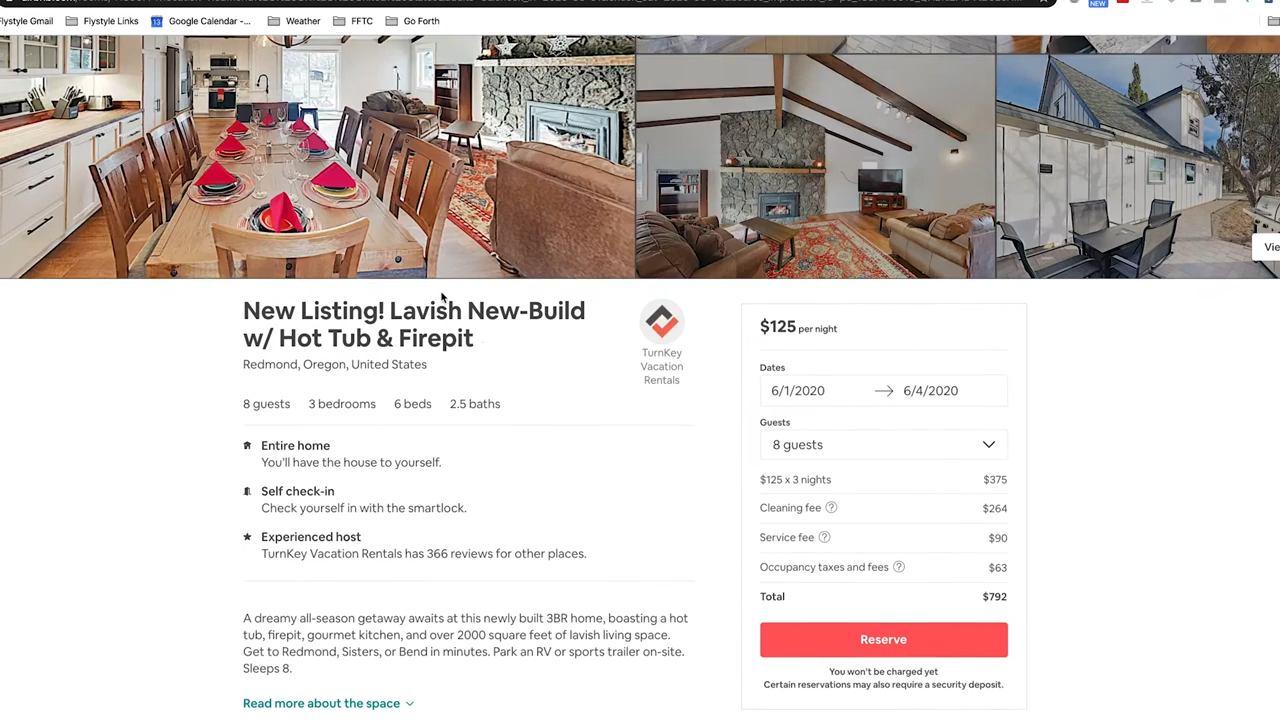 Flystyle Gmail
Flystyle Links
13
Google Calendar -...
Weather
FFTC
Go Forth
NEW
Vie
New Listing! Lavish New-Build
w/ Hot Tub & Firepit
Redmond, Oregon, United States
TurnKey
Vacation
Rentals
8 guests 3 bedrooms 6 beds 2.5 baths
Entire home
You'll have the house to yourself.
Self check-in
Check yourself in with the smartlock.
Experienced host
TurnKey Vacation Rentals has 366 reviews for other places.
A dreamy all-season getaway awaits at this newly built 3BR home, boasting a hot
tub, firepit, gourmet kitchen, and over 2000 square feet of lavish living space.
Get to Redmond, Sisters, or Bend in minutes. Park an RV or sports trailer on-site.
Sleeps 8.
Read more about the space
$125 per night
Dates
6/1/2020 → 6/4/2020
Guests
8 guests
$125 x 3 nights $375
Cleaning fee ? $264
Service fee ? $90
Occupancy taxes and fees ? $63
Total $792
Reserve
You won't be charged yet
Certain reservations may also require a security deposit.